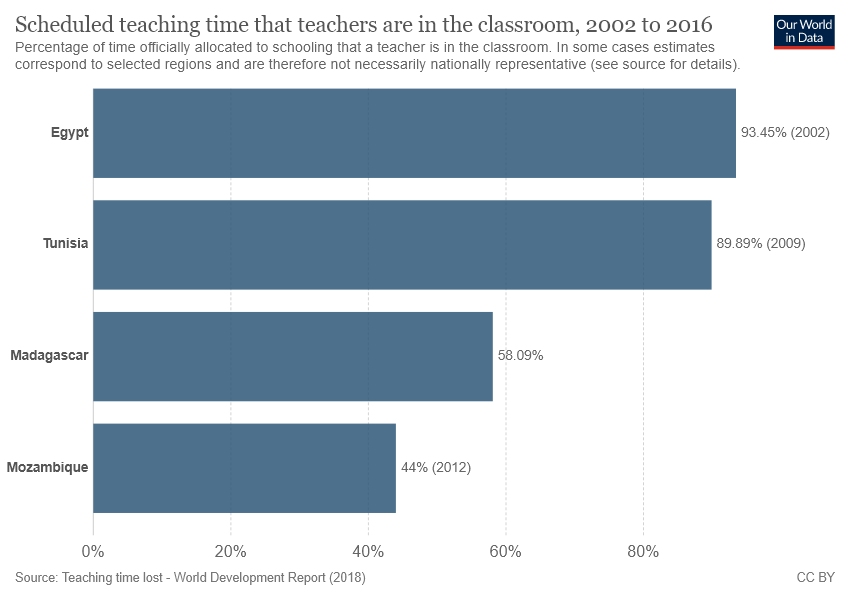 Scheduled teaching time that teachers are in the classroom, 2002 to 2016
Our World
in Data
Percentage of time officially allocated to schooling that a teacher is in the classroom. In some cases estimates
correspond to selected regions and are therefore not necessarily nationally representative (see source for details).
Egypt
93.45% (2002)
Tunisia
89.89% (2009)
Madagascar
58.09%
Mozambique
44% (2012)
0% 20% 40% 60% 80%
Source: Teaching time lost - World Development Report (2018)
CC BY